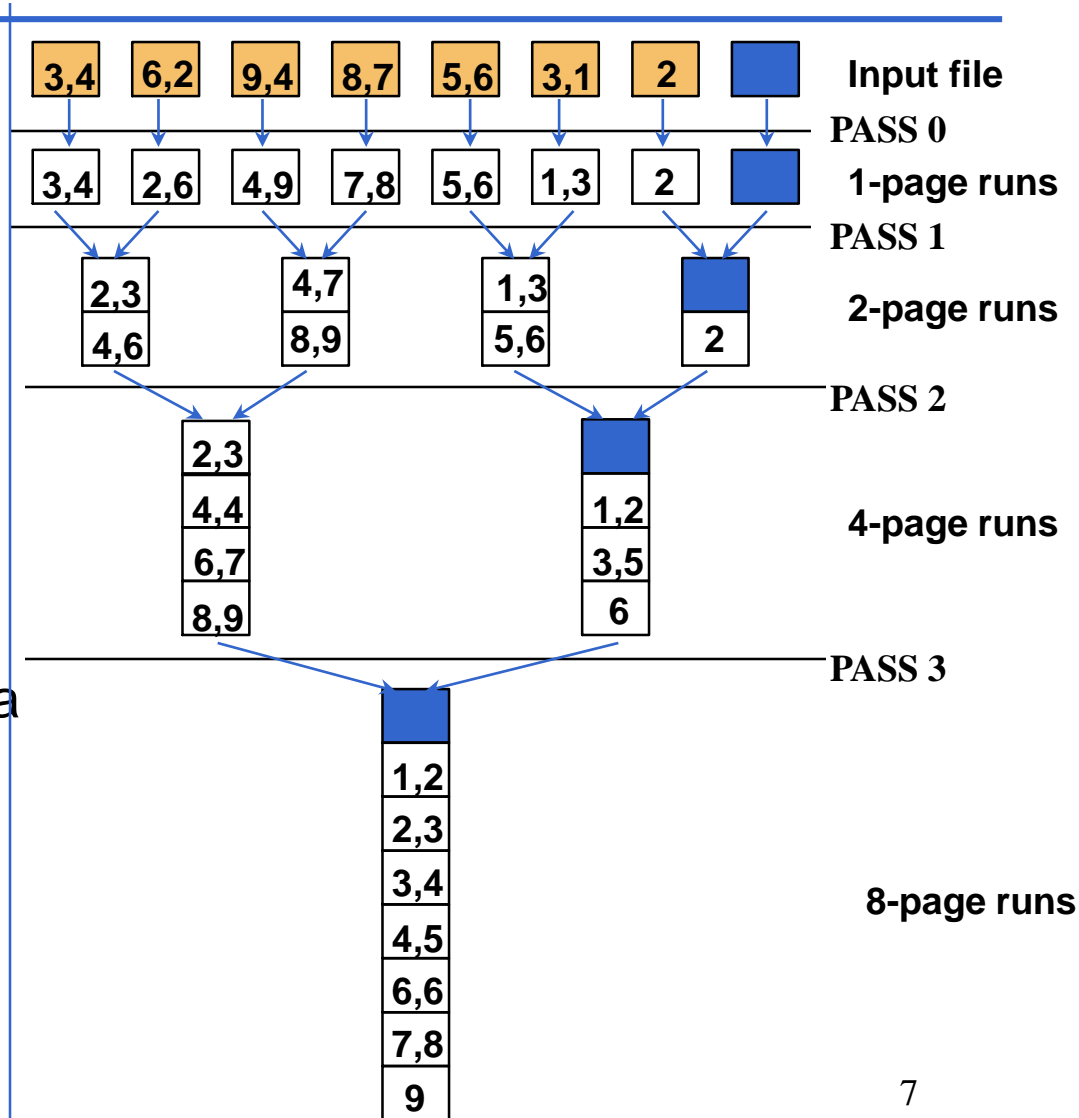 3,4 6,2 9,4 8,7 5,6 3,1 2 Input file
PASS 0
3,4 2,6 4,9 7,8 5,6 1,3 2 1-page runs
PASS 1
2,3 4,7 1,3
4,6 8,9 5,6 2
2-page runs
PASS 2
2,3
4,4 1,2
6,7 3,5
8,9 6
4-page runs
PASS 3
a
1,2
2,3
3,4
4,5
6,6
7,8
9
8-page runs
7